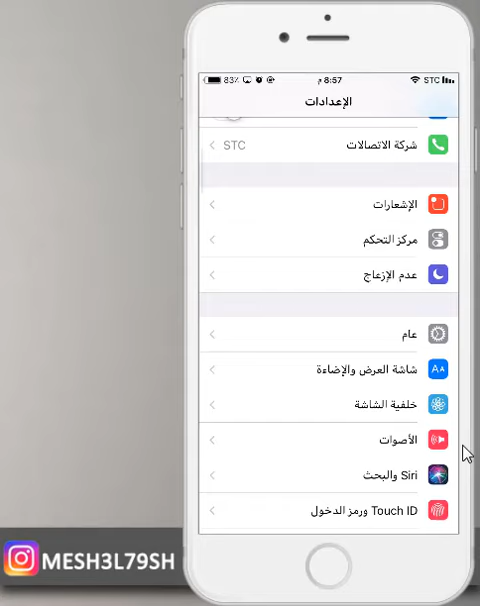 83% 8:57 م STC
الإعدادات
شركة الاتصالات STC
الإشعارات
مركز التحكم
عدم الإزعاج
عام
شاشة العرض والإضاءة
خلفية الشاشة
الأصوات
Siri والبحث
Touch ID ورمز الدخول
MESH3L79SH